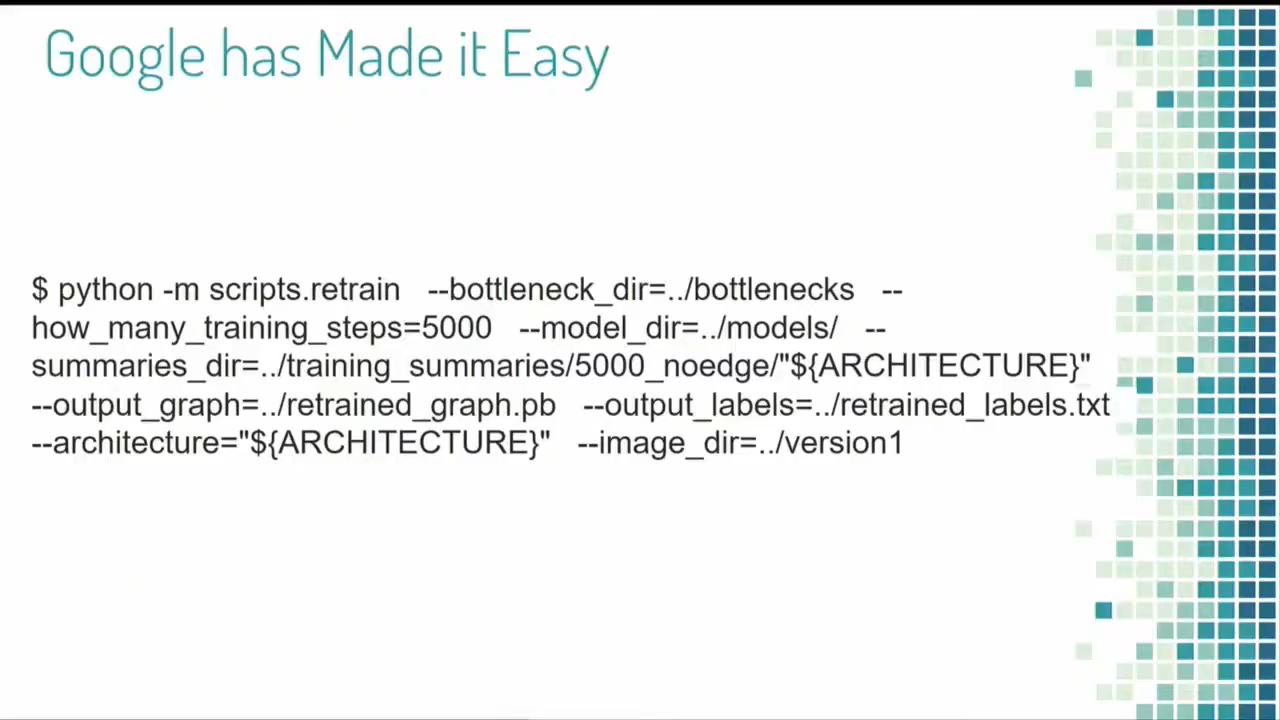 Google has Made it Easy
$ python -m scripts.retrain   --bottleneck_dir=../bottlenecks   --
how_many_training_steps=5000   --model_dir=../models/   --
summaries_dir=../training_summaries/5000_noedge/"${ARCHITECTURE}"
--output_graph=../retrained_graph.pb   --output_labels=../retrained_labels.txt
--architecture="${ARCHITECTURE}"   --image_dir=../version1